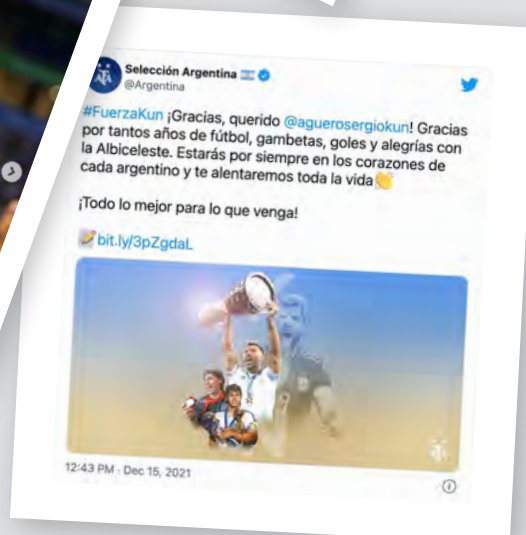 Selección Argentina
@Argentina
#FuerzaKun ¡Gracias, querido @aguerosergiokun! Gracias
por tantos años de fútbol, gambetas, goles y alegrías con
la Albiceleste. Estarás por siempre en los corazones de
cada argentino y te alentaremos toda la vida
¡Todo lo mejor para lo que venga!
bit.ly/3pZgdaL
12:43 PM · Dec 15, 2021